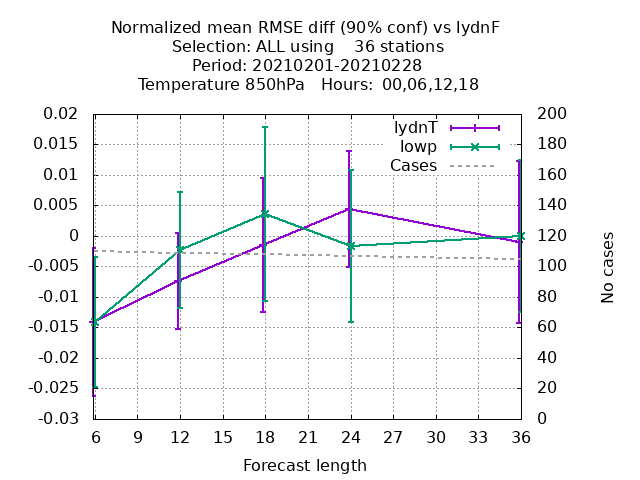 Normalized mean RMSE diff (90% conf) vs lydnF
Selection: ALL using    36 stations
Period: 20210201-20210228
Temperature 850hPa   Hours:  00,06,12,18
lydnT
lowp
Cases
0.02
0.015
0.01
0.005
0
-0.005
-0.01
-0.015
-0.02
-0.025
-0.03
200
180
160
140
120
100
80
60
40
20
0
No cases
6 9 12 15 18 21 24 27 30 33 36
Forecast length